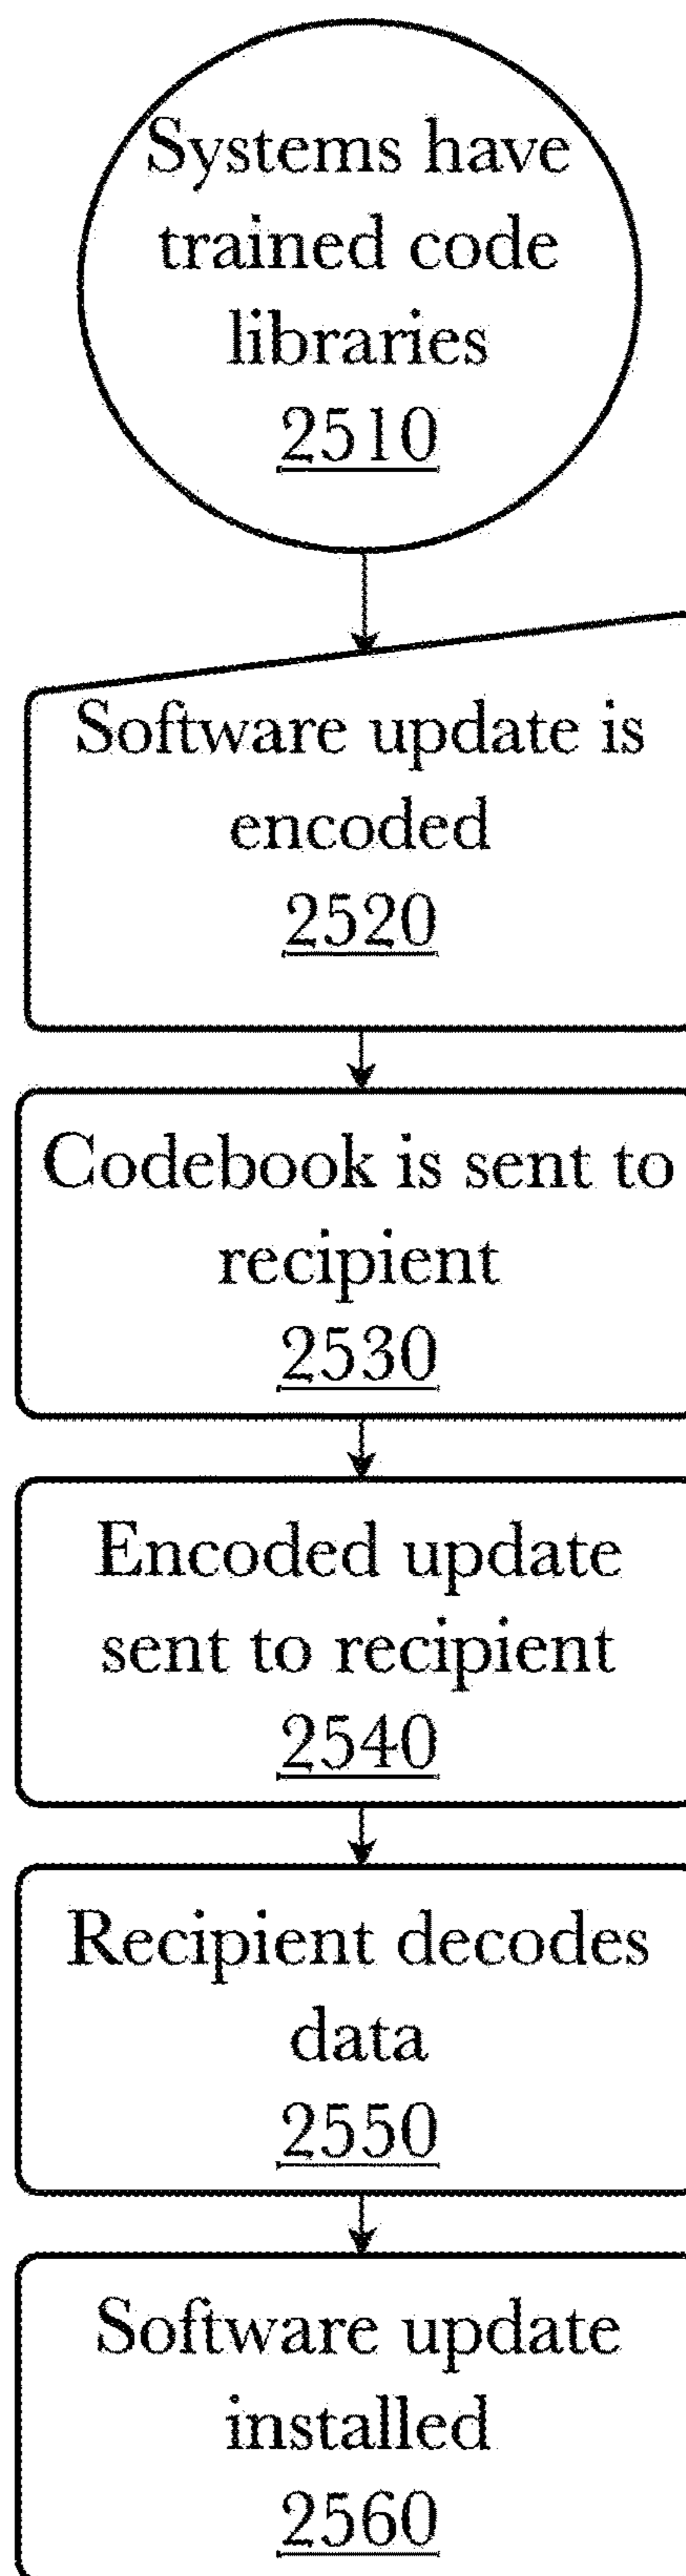 Systems have
trained code
libraries
2510
Software update is
encoded
2520
Codebook is sent to
recipient
2530
Encoded update
sent to recipient
2540
Recipient decodes
data
2550
Software update
installed
2560